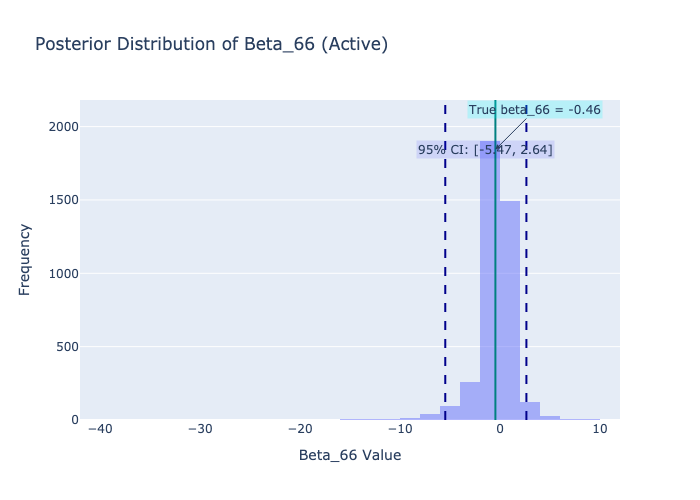 Posterior Distribution of Beta_66 (Active)
True beta_66 = -0.46
95% CI: [-5.47, 2.64]
2000
1500
1000
500
0
Frequency
−40
−30
−20
−10
0
10
Beta_66 Value